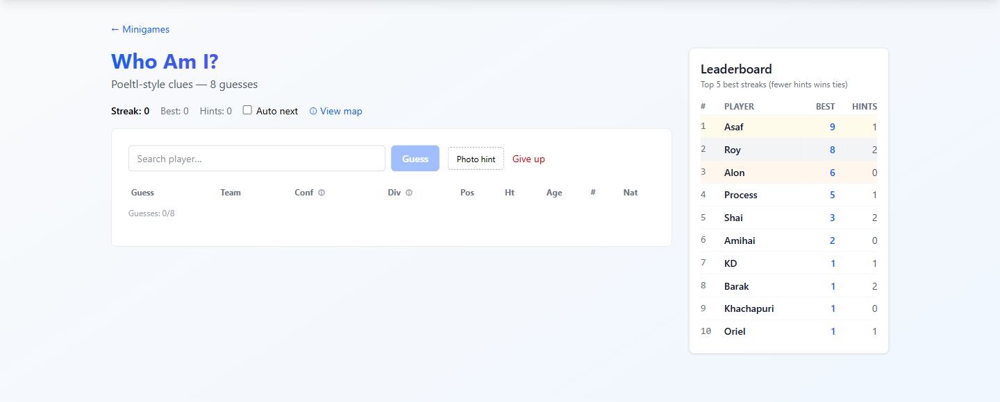 ← Minigames
Who Am I?
Poeltl-style clues — 8 guesses
Streak: 0 Best: 0 Hints: 0 Auto next ⓘ View map
Search player... Guess Photo hint Give up
Guess Team Conf ⓘ Div ⓘ Pos Ht Age # Nat
Guesses: 0/8
Leaderboard
Top 5 best streaks (fewer hints wins ties)
# PLAYER BEST HINTS
1 Asaf 9 1
2 Roy 8 2
3 Alon 6 0
4 Process 5 1
5 Shai 3 2
6 Amihai 2 0
7 KD 1 1
8 Barak 1 2
9 Khachapuri 1 0
10 Oriel 1 1